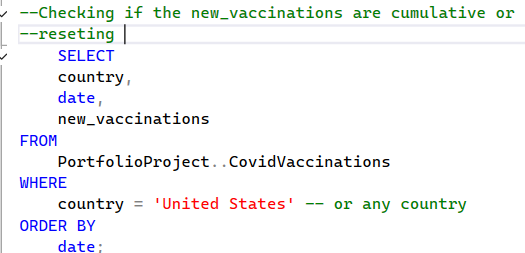 --Checking if the new_vaccinations are cumulative or
--reseting
SELECT
country,
date,
new_vaccinations
FROM
PortfolioProject..CovidVaccinations
WHERE
country = 'United States' -- or any country
ORDER BY
date;